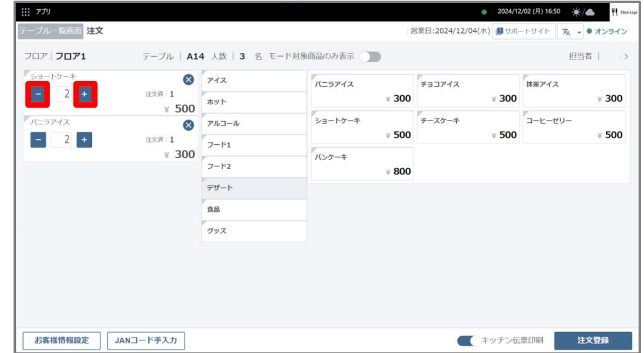 アプリ 2024/12/02 (月) 16:50
テーブル一覧画面 注文 営業日:2024/12/04(水) サポートサイト オンライン
フロア | フロア1 テーブル | A14 人数 | 3 名 モード対象商品のみ表示 担当者 |
ショートケーキ
- 2 + 注文済 | 1
¥ 500
バニラアイス
- 2 + 注文済 | 1
¥ 300
アイス
ホット
アルコール
フード1
フード2
デザート
食品
グッズ
バニラアイス ¥ 300
チョコアイス ¥ 300
抹茶アイス ¥ 300
ショートケーキ ¥ 500
チーズケーキ ¥ 500
コーヒーゼリー ¥ 500
パンケーキ ¥ 800
お客様情報設定 JANコード手入力 キッチン伝票印刷 注文登録